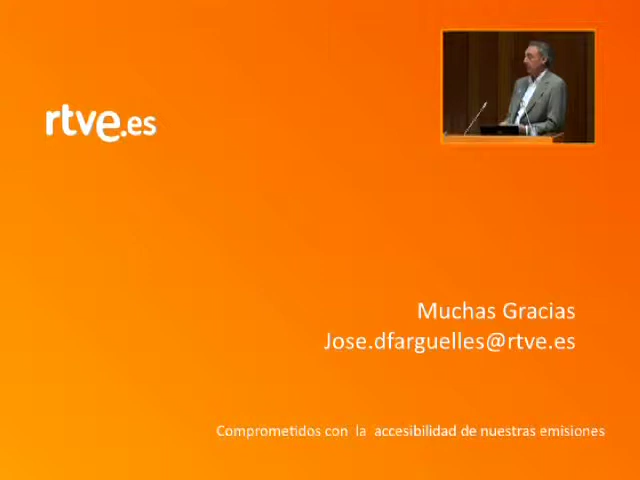 rtve.es
Muchas Gracias
Jose.dfarguelles@rtve.es
Comprometidos con la accesibilidad de nuestras emisiones